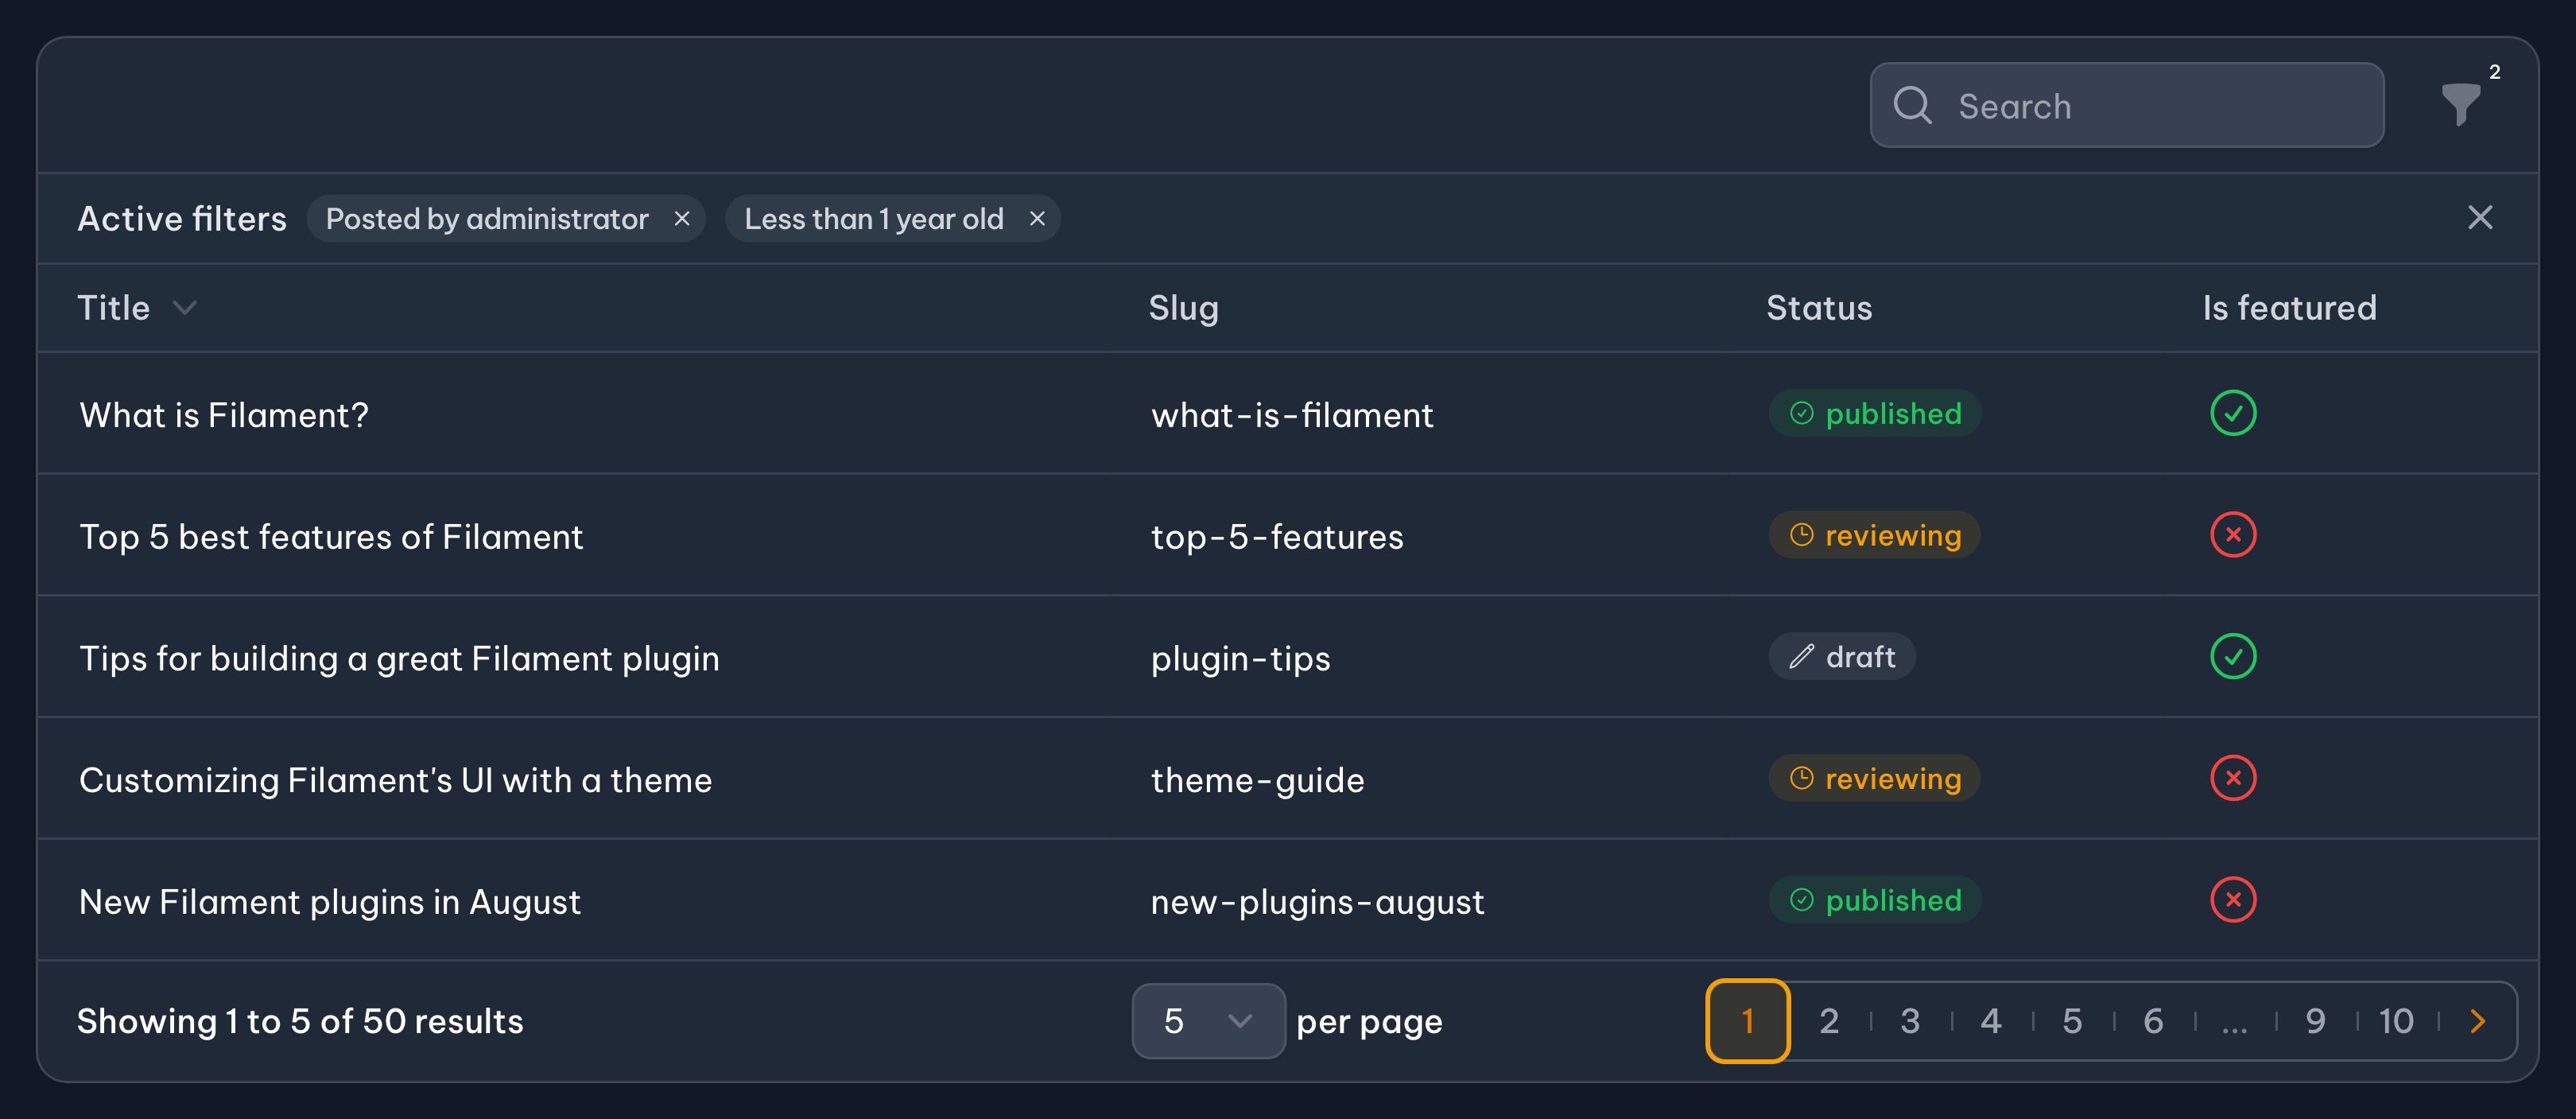 Search
2
Active filters Posted by administrator Less than 1 year old
Title Slug Status Is featured
What is Filament? what-is-filament published
Top 5 best features of Filament top-5-features reviewing
Tips for building a great Filament plugin plugin-tips draft
Customizing Filament's UI with a theme theme-guide reviewing
New Filament plugins in August new-plugins-august published
Showing 1 to 5 of 50 results 5 per page 1 2 3 4 5 6 ... 9 10